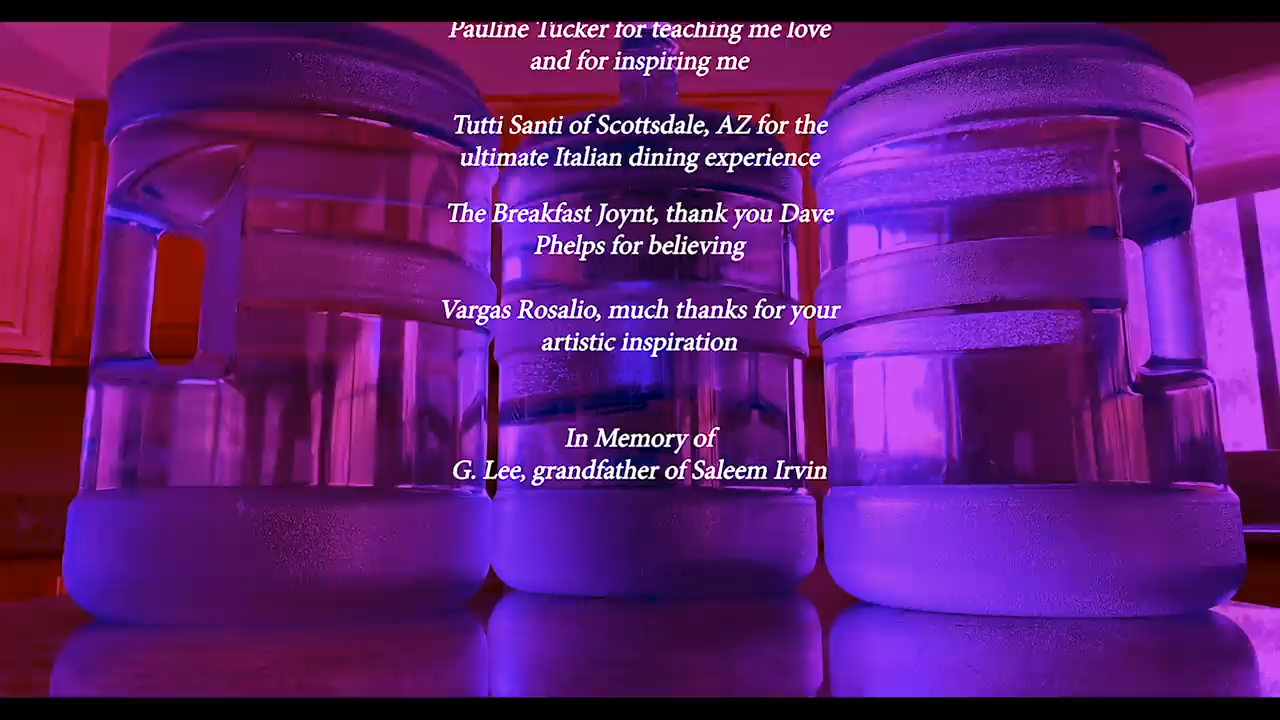 Pauline Tucker for teaching me love
and for inspiring me
Tutti Santi of Scottsdale, AZ for the
ultimate Italian dining experience
The Breakfast Joynt, thank you Dave
Phelps for believing
Vargas Rosalio, much thanks for your
artistic inspiration
In Memory of
G. Lee, grandfather of Saleem Irvin